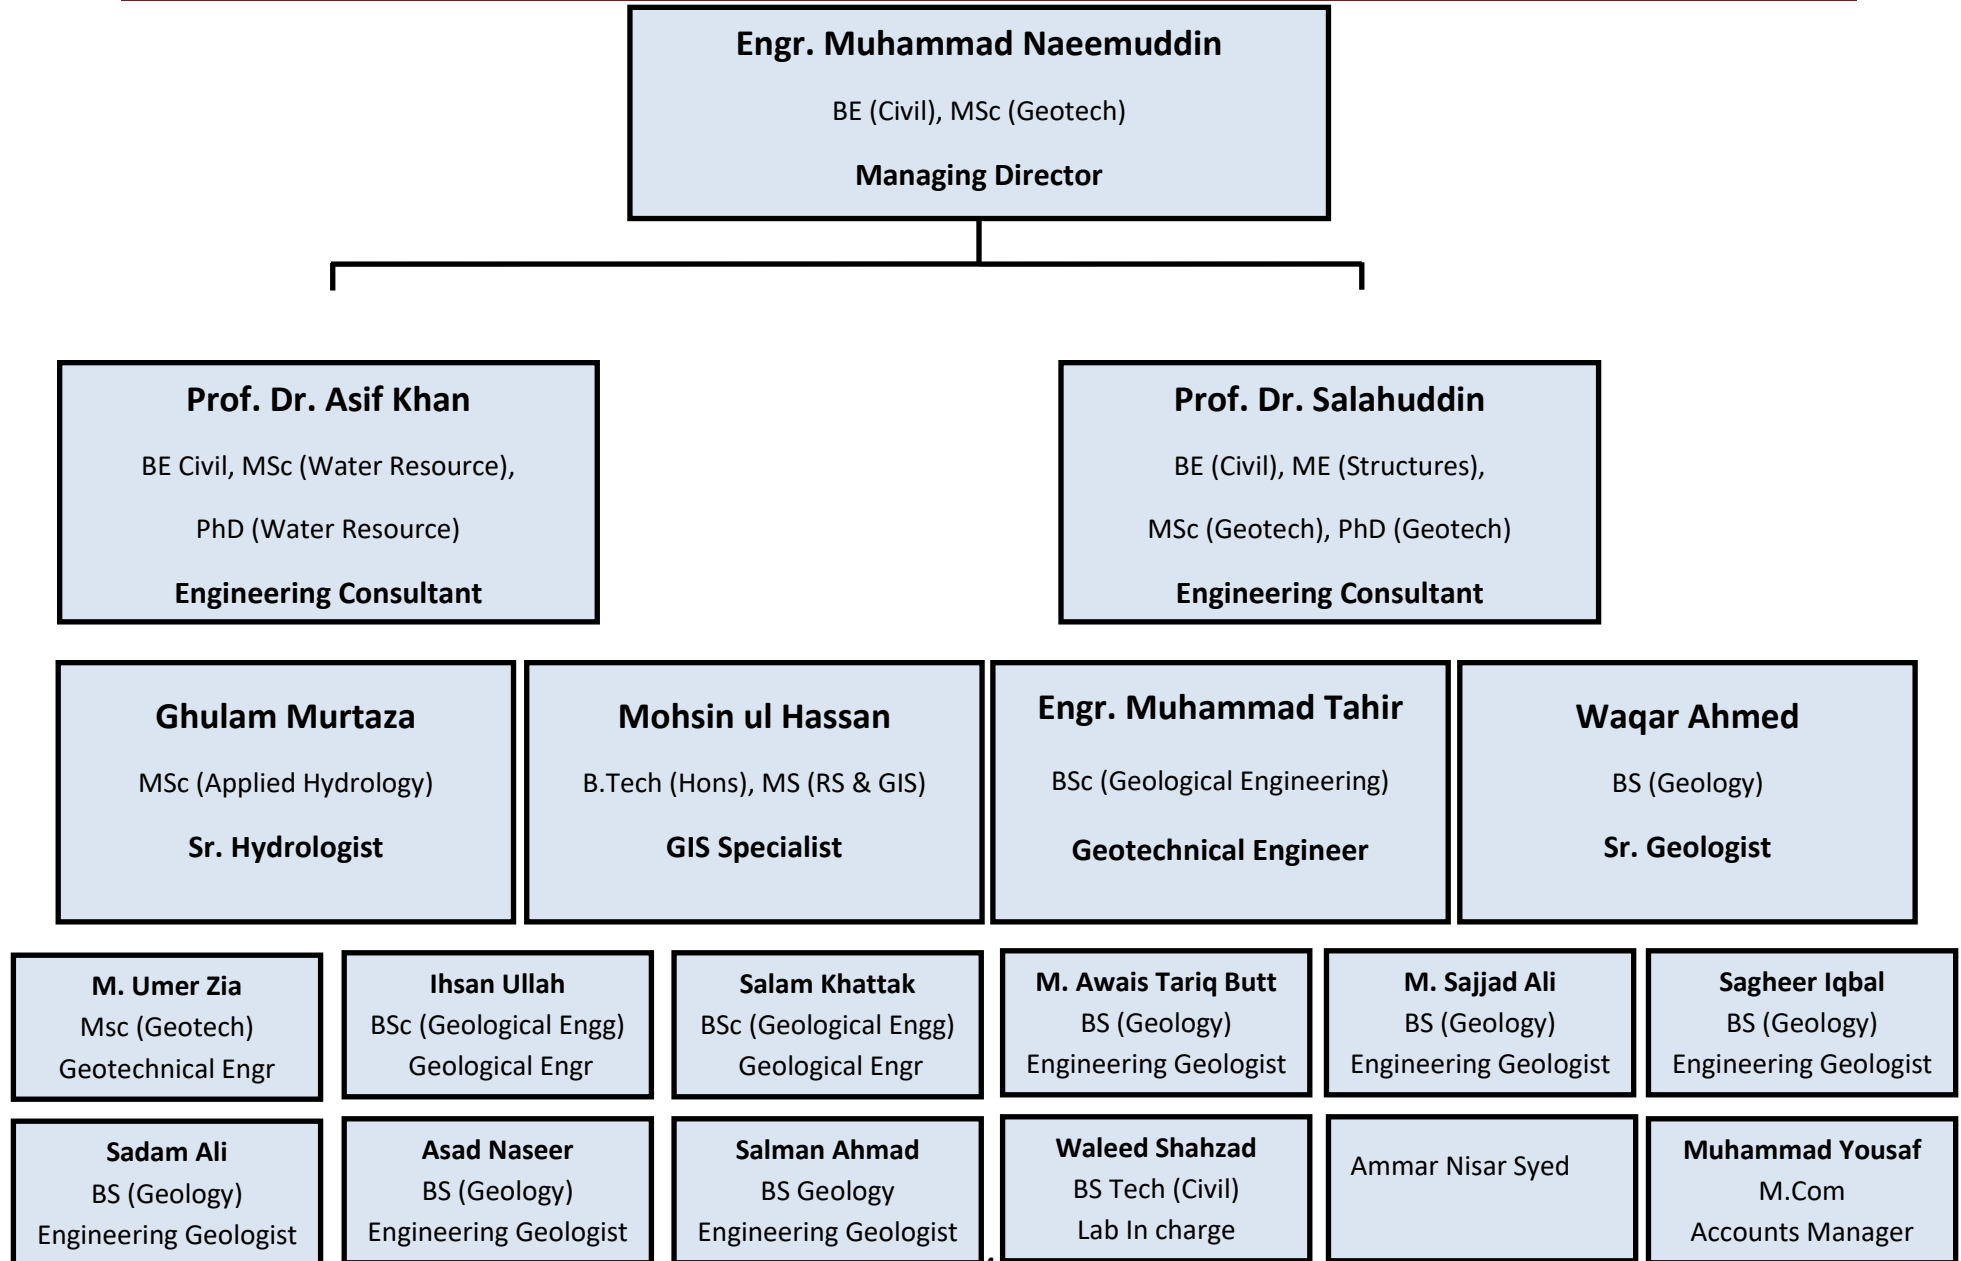 Engr. Muhammad Naeemuddin
BE (Civil), MSc (Geotech)
Managing Director
Prof. Dr. Asif Khan
BE Civil, MSc (Water Resource),
PhD (Water Resource)
Engineering Consultant
Prof. Dr. Salahuddin
BE (Civil), ME (Structures),
MSc (Geotech), PhD (Geotech)
Engineering Consultant
Ghulam Murtaza
MSc (Applied Hydrology)
Sr. Hydrologist
Mohsin ul Hassan
B.Tech (Hons), MS (RS & GIS)
GIS Specialist
Engr. Muhammad Tahir
BSc (Geological Engineering)
Geotechnical Engineer
Waqar Ahmed
BS (Geology)
Sr. Geologist
M. Umer Zia
Msc (Geotech)
Geotechnical Engr
Ihsan Ullah
BSc (Geological Engg)
Geological Engr
Salam Khattak
BSc (Geological Engg)
Geological Engr
M. Awais Tariq Butt
BS (Geology)
Engineering Geologist
M. Sajjad Ali
BS (Geology)
Engineering Geologist
Sagheer Iqbal
BS (Geology)
Engineering Geologist
Sadam Ali
BS (Geology)
Engineering Geologist
Asad Naseer
BS (Geology)
Engineering Geologist
Salman Ahmad
BS Geology
Engineering Geologist
Waleed Shahzad
BS Tech (Civil)
Lab In charge
Ammar Nisar Syed
Muhammad Yousaf
M.Com
Accounts Manager